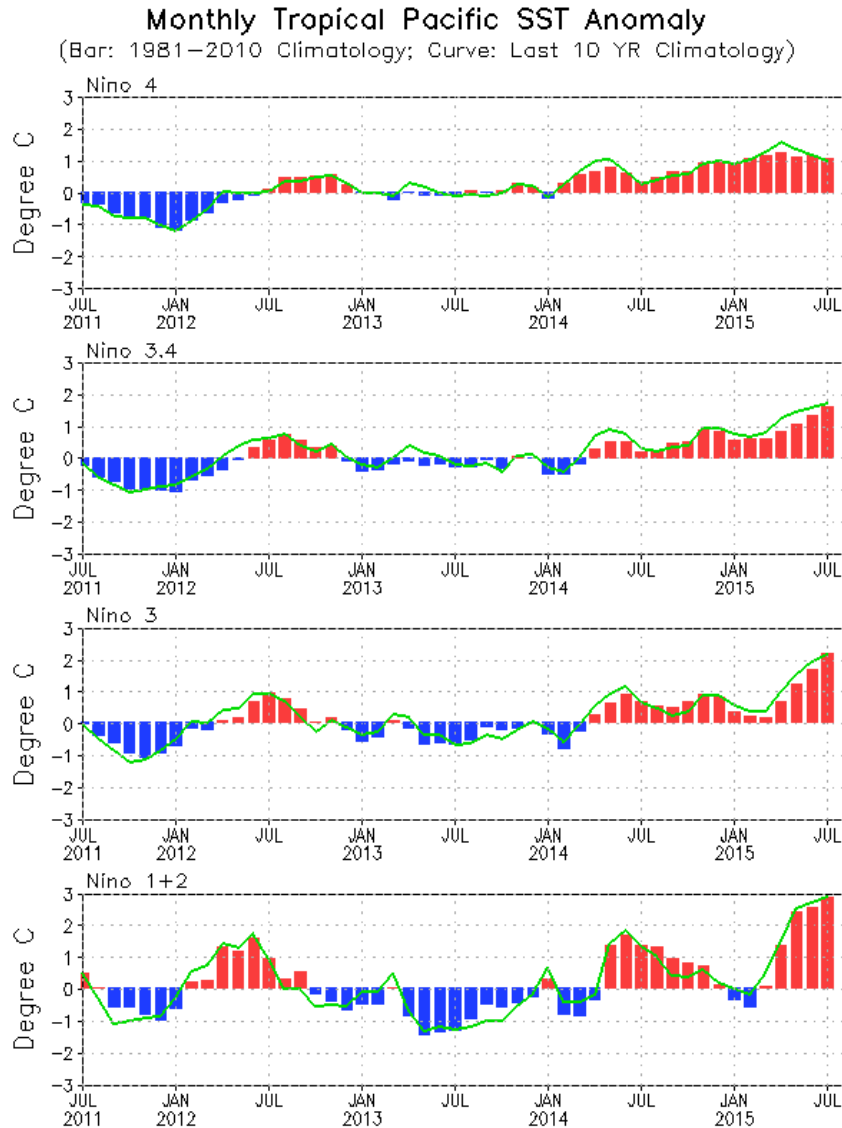 Monthly Tropical Pacific SST Anomaly
(Bar: 1981-2010 Climatology; Curve: Last 10 YR Climatology)
Nino 4
Degree C
3
2
1
0
-1
-2
-3
JUL JAN JUL JAN JUL JAN JUL JAN JUL
2011 2012 2013 2014 2015
Nino 3.4
Degree C
3
2
1
0
-1
-2
-3
JUL JAN JUL JAN JUL JAN JUL JAN JUL
2011 2012 2013 2014 2015
Nino 3
Degree C
3
2
1
0
-1
-2
-3
JUL JAN JUL JAN JUL JAN JUL JAN JUL
2011 2012 2013 2014 2015
Nino 1+2
Degree C
3
2
1
0
-1
-2
-3
JUL JAN JUL JAN JUL JAN JUL JAN JUL
2011 2012 2013 2014 2015